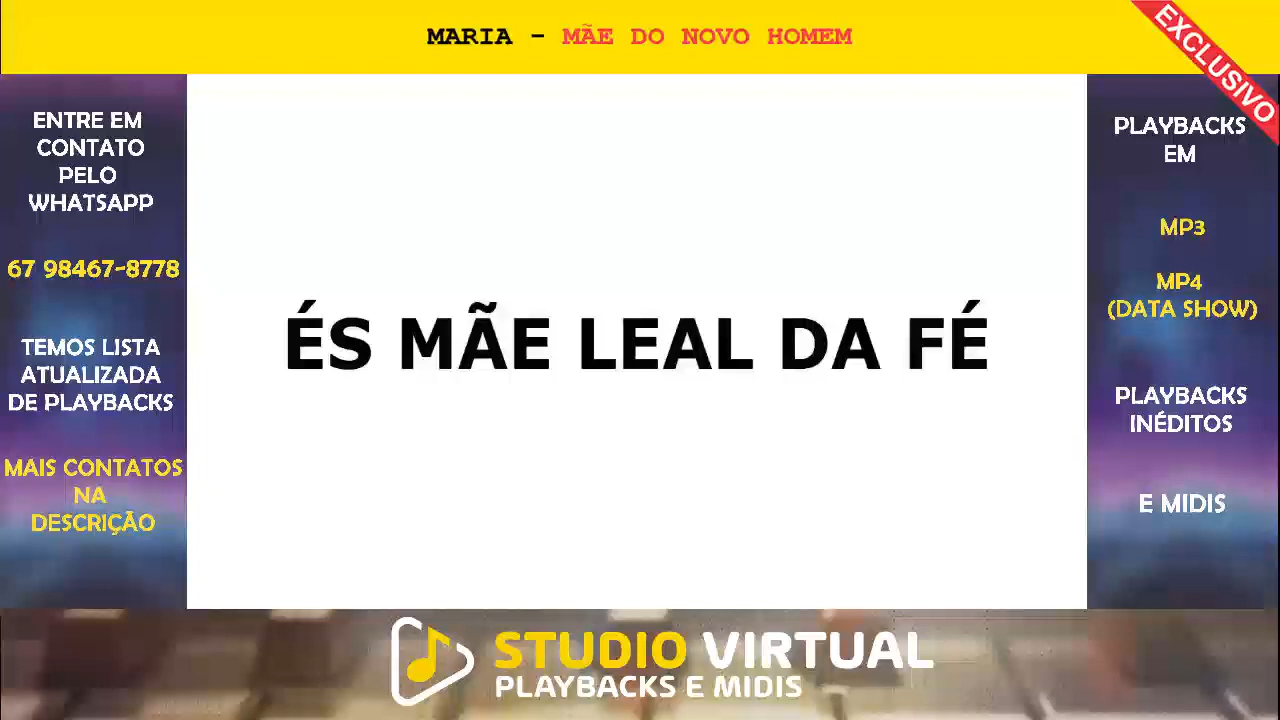 MARIA - MÃE DO NOVO HOMEM
EXCLUSIVO
ENTRE EM
CONTATO
PELO
WHATSAPP
67 98467-8778
TEMOS LISTA
ATUALIZADA
DE PLAYBACKS
MAIS CONTATOS
NA
DESCRIÇÃO
ÉS MÃE LEAL DA FÉ
PLAYBACKS
EM
MP3
MP4
(DATA SHOW)
PLAYBACKS
INÉDITOS
E MIDIS
STUDIO VIRTUAL
PLAYBACKS E MIDIS